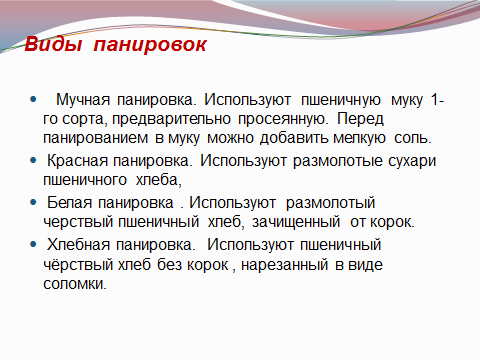 Виды панировок
Мучная панировка. Используют пшеничную муку 1-
го сорта, предварительно просеянную. Перед
панированием в муку можно добавить мелкую соль.
Красная панировка. Используют размолотые сухари
пшеничного хлеба,
Белая панировка . Используют размолотый
черствый пшеничный хлеб, зачищенный от корок.
Хлебная панировка. Используют пшеничный
чёрствый хлеб без корок , нарезанный в виде
соломки.